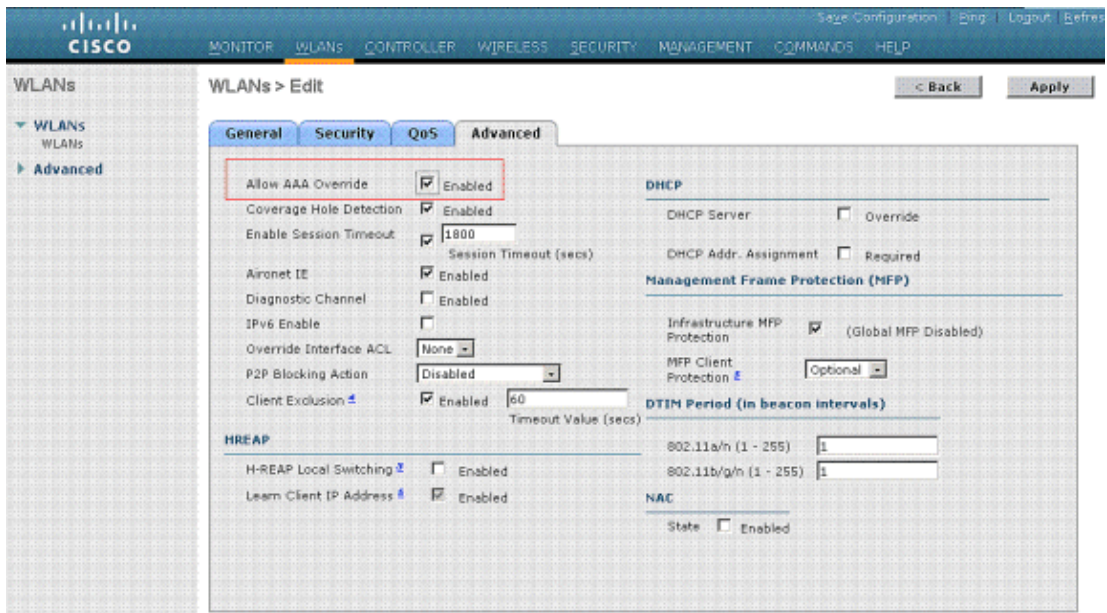 Save Configuration | Ping | Logout | Refres
CISCO
MONITOR WLANs CONTROLLER WIRELESS SECURITY MANAGEMENT COMMANDS HELP
WLANs
WLANs
WLANs
Advanced
WLANs > Edit
< Back
Apply
General
Security
QoS
Advanced
Allow AAA Override Enabled
Coverage Hole Detection Enabled
Enable Session Timeout 1800
Session Timeout (secs)
Aironet IE Enabled
Diagnostic Channel Enabled
IPv6 Enable
Override Interface ACL None
P2P Blocking Action Disabled
Client Exclusion Enabled 60
Timeout Value (secs)
HREAP
H-REAP Local Switching 2 Enabled
Learn Client IP Address Enabled
DHCP
DHCP Server Override
DHCP Addr. Assignment Required
Management Frame Protection (MFP)
Infrastructure MFP
Protection (Global MFP Disabled)
MFP Client
Protection Optional
DTIM Period (in beacon intervals)
802.11a/n (1 - 255) 1
802.11b/g/n (1 - 255) 1
NAC
State Enabled